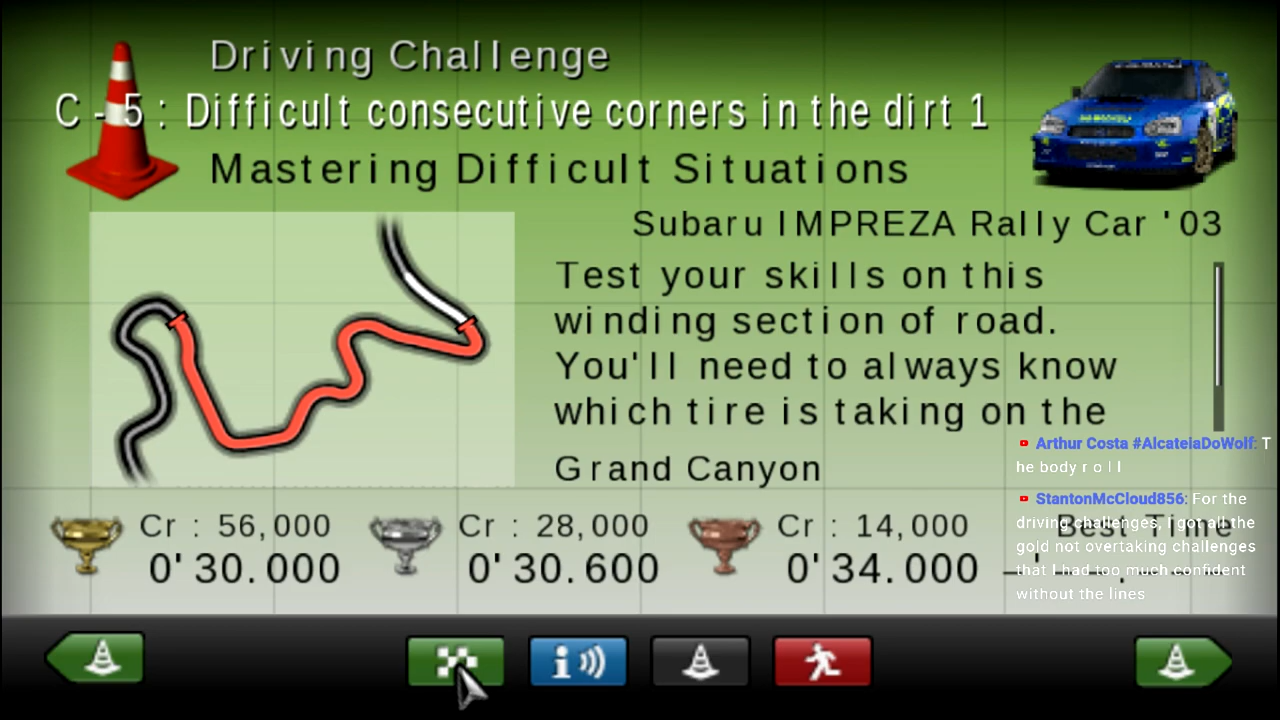 Driving Challenge
C - 5 : Difficult consecutive corners in the dirt 1
Mastering Difficult Situations
Subaru IMPREZA Rally Car '03
Test your skills on this
winding section of road.
You'll need to always know
which tire is taking on the
Grand Canyon
Arthur Costa #AlcateiaDoWolf: T
he body r o l l
StantonMcCloud856: For the
driving challenges, I got all the
gold not overtaking challenges
that I had too much confident
without the lines
Cr : 56,000
Cr : 28,000
Cr : 14,000
Best Time
0'30.000
0'30.600
0'34.000